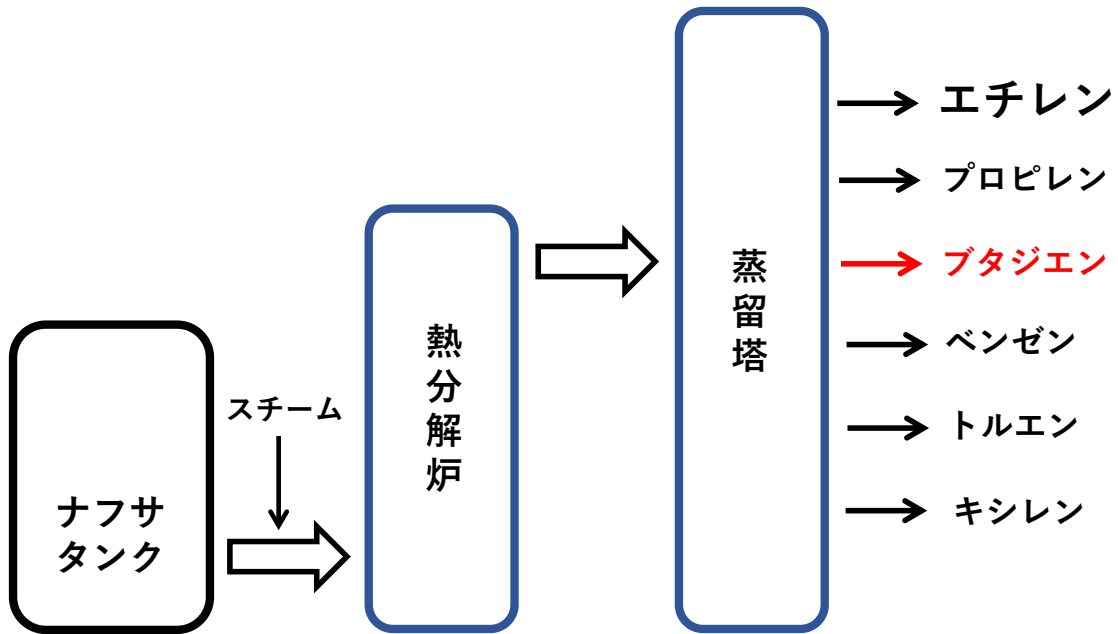 ナフサ
タンク
スチーム
熱分解炉
蒸留塔
エチレン
プロピレン
ブタジエン
ベンゼン
トルエン
キシレン